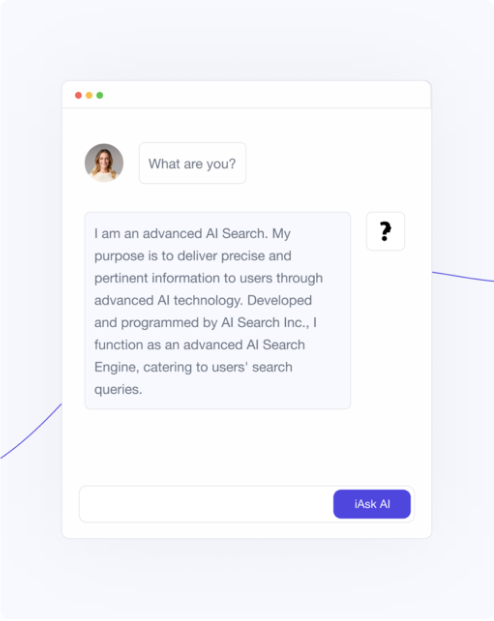 What are you?
I am an advanced AI Search. My
purpose is to deliver precise and
pertinent information to users through
advanced AI technology. Developed
and programmed by AI Search Inc., I
function as an advanced AI Search
Engine, catering to users' search
queries.
?
iAsk AI